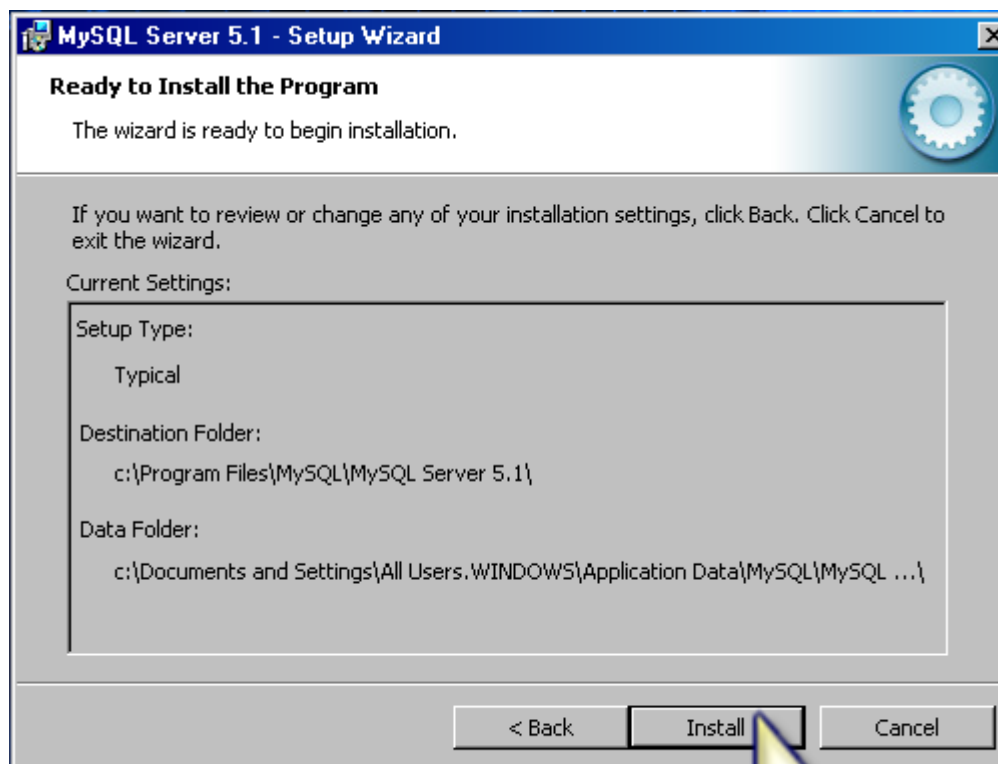 MySQL Server 5.1 - Setup Wizard
Ready to Install the Program
The wizard is ready to begin installation.
If you want to review or change any of your installation settings, click Back. Click Cancel to
exit the wizard.
Current Settings:
Setup Type:
Typical
Destination Folder:
c:\Program Files\MySQL\MySQL Server 5.1\
Data Folder:
c:\Documents and Settings\All Users.WINDOWS\Application Data\MySQL\MySQL ...\
< Back Install Cancel